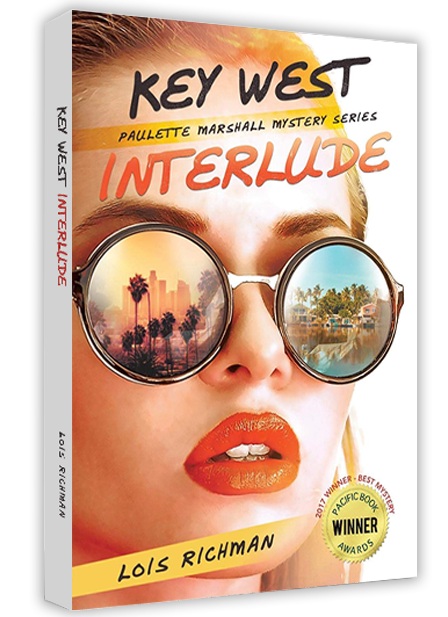 KEY WEST
PAULETTE MARSHALL MYSTERY SERIES
INTERLUDE
2017 WINNER - BEST MYSTERY
PACIFIC BOOK
WINNER
AWARDS
LOIS RICHMAN
KEY WEST INTERLUDE
LOIS RICHMAN